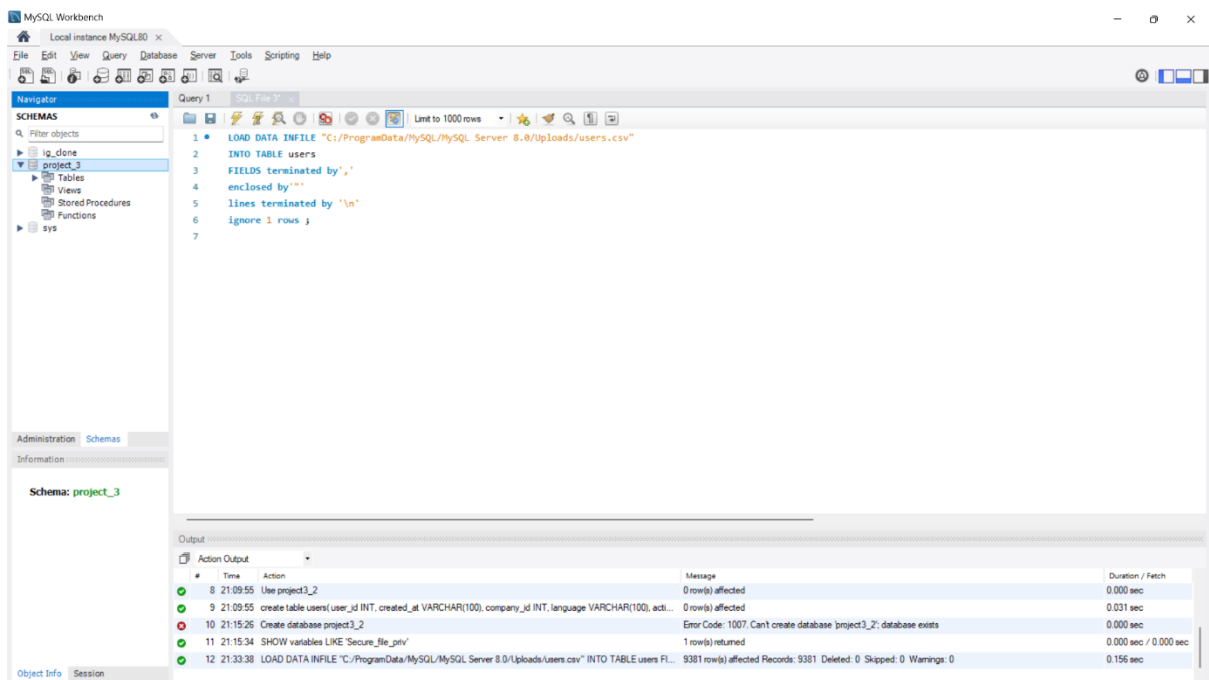 MySQL Workbench
Local instance MySQL80 ×
File Edit View Query Database Server Tools Scripting Help
Navigator
Query 1 SQL File 3* ×
SCHEMAS
Limit to 1000 rows
Filter objects
ig_clone
project_3
Tables
Views
Stored Procedures
Functions
sys
1 LOAD DATA INFILE "C:/ProgramData/MySQL/MySQL Server 8.0/Uploads/users.csv"
2 INTO TABLE users
3 FIELDS terminated by','
4 enclosed by'"'
5 lines terminated by '\n'
6 ignore 1 rows ;
7
Administration Schemas
Information
Schema: project_3
Output
Action Output
# Time Action Message Duration / Fetch
8 21:09:55 Use project3_2 0 row(s) affected 0.000 sec
9 21:09:55 create table users( user_id INT, created_at VARCHAR(100), company_id INT, language VARCHAR(100), acti... 0 row(s) affected 0.031 sec
10 21:15:26 Create database project3_2 Error Code: 1007. Can't create database 'project3_2'; database exists 0.000 sec
11 21:15:34 SHOW variables LIKE 'Secure_file_priv' 1 row(s) returned 0.000 sec / 0.000 sec
12 21:33:38 LOAD DATA INFILE "C:/ProgramData/MySQL/MySQL Server 8.0/Uploads/users.csv" INTO TABLE users FI... 9381 row(s) affected Records: 9381 Deleted: 0 Skipped: 0 Warnings: 0 0.156 sec
Object Info Session